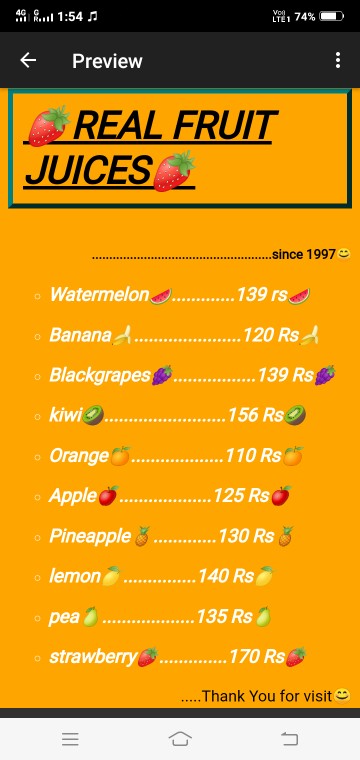 4G G 1:54 Vo) LTE1 74%
Preview
🍓REAL FRUIT
JUICES🍓
....................................................since 1997😊
Watermelon🍉.............139 rs🍉
Banana🍌......................120 Rs🍌
Blackgrapes🍇.................139 Rs🍇
kiwi🥝.........................156 Rs🥝
Orange🍊...................110 Rs🍊
Apple🍎...................125 Rs🍎
Pineapple🍍.............130 Rs🍍
lemon🍋...............140 Rs🍋
pea🍐...................135 Rs🍐
strawberry🍓..............170 Rs🍓
.....Thank You for visit😊